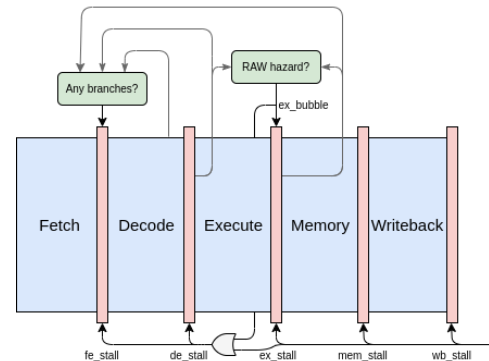 RAW hazard?
Any branches?
ex_bubble
Fetch
Decode
Execute
Memory
Writeback
fe_stall
de_stall
ex_stall
mem_stall
wb_stall